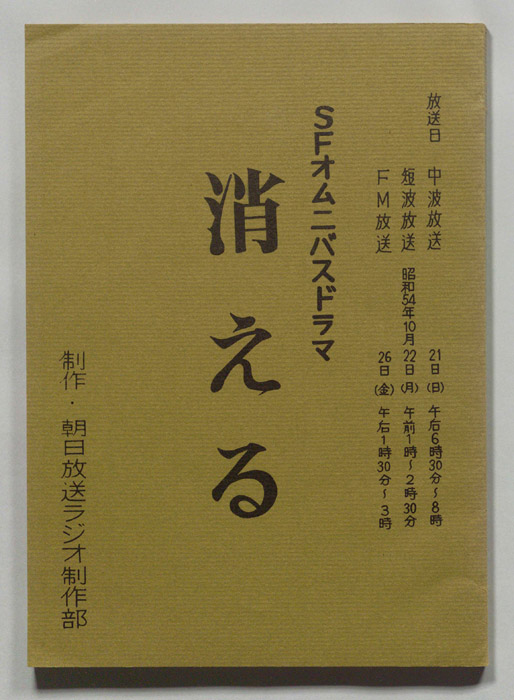 放送日 中波放送 21日(日) 午后6時30分~8時
短波放送 昭和54年10月 22日(月) 午前1時~2時30分
FM放送 26日(金) 午后1時30分~3時
SFオムニバスドラマ
消える
制作・朝日放送ラジオ制作部